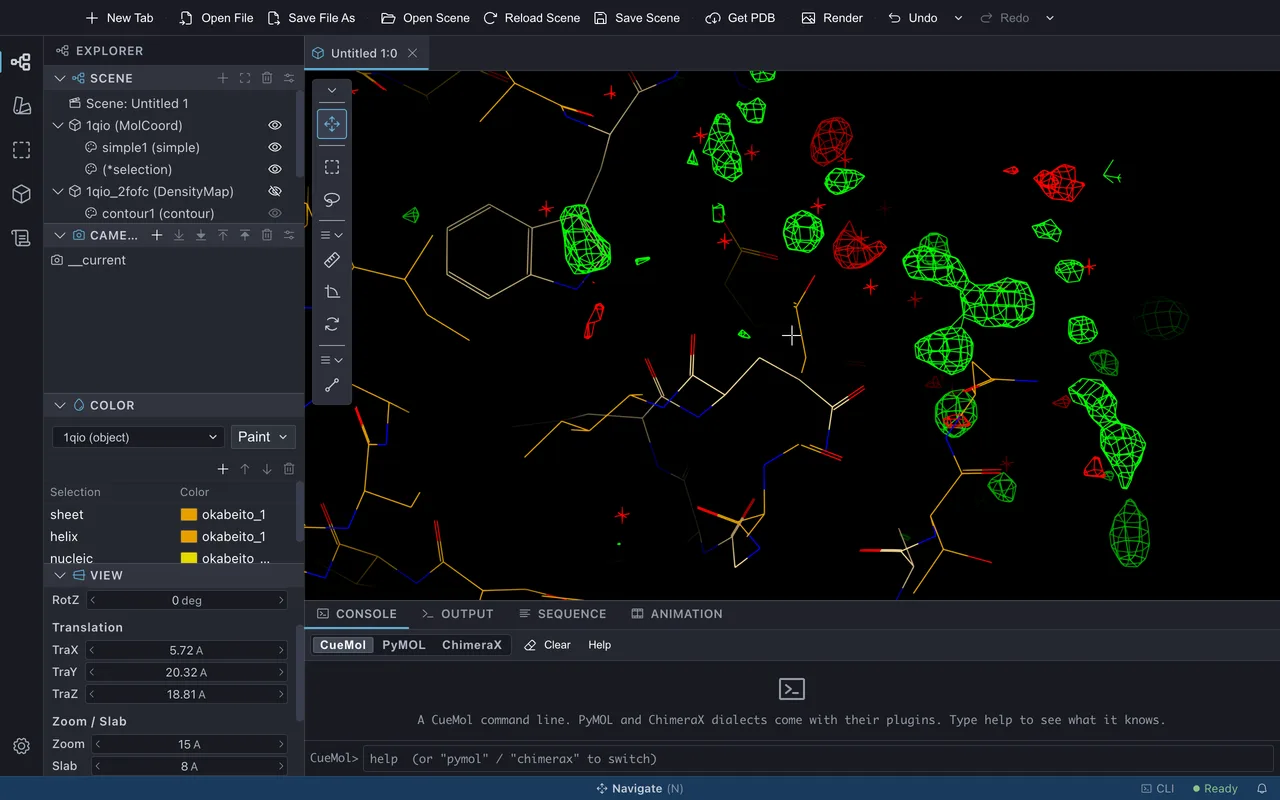 New Tab Open File Save File As Open Scene Reload Scene Save Scene Get PDB Render Undo Redo
EXPLORER
Untitled 1:0
SCENE
Scene: Untitled 1
1qio (MolCoord)
simple1 (simple)
(*selection)
1qio_2fofc (DensityMap)
contour1 (contour)
CAME...
__current
COLOR
1qio (object) Paint
Selection Color
sheet okabeito_1
helix okabeito_1
nucleic okabeito_...
VIEW
RotZ 0 deg
Translation
TraX 5.72 A
TraY 20.32 A
TraZ 18.81 A
Zoom / Slab
Zoom 15 A
Slab 8 A
CONSOLE OUTPUT SEQUENCE ANIMATION
CueMol PyMOL ChimeraX Clear Help
A CueMol command line. PyMOL and ChimeraX dialects come with their plugins. Type help to see what it knows.
CueMol> help (or "pymol" / "chimerax" to switch)
Navigate (N)
CLI Ready